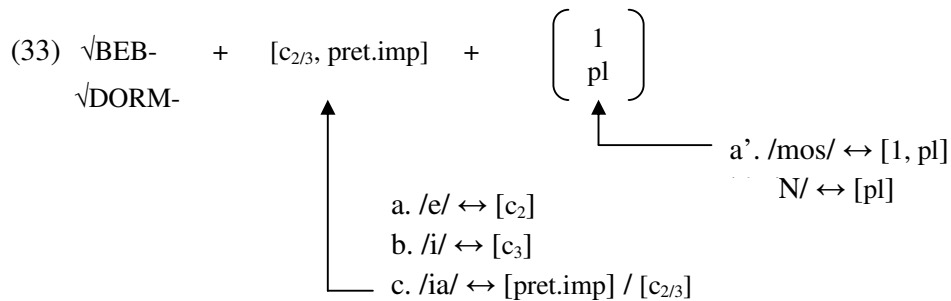 (33) √BEB- + [c2/3, pret.imp] + 1
pl
√DORM-
a'. /mos/ ↔ [1, pl]
N/ ↔ [pl]
a. /e/ ↔ [c2]
b. /i/ ↔ [c3]
c. /ia/ ↔ [pret.imp] / [c2/3]